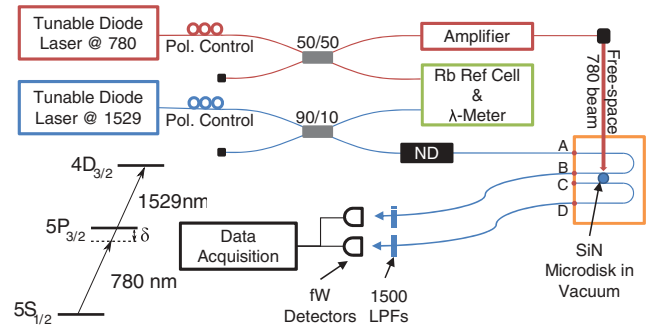 Tunable Diode
Laser @ 780
Pol. Control
50/50
Amplifier
Free-space
780 beam
Tunable Diode
Laser @ 1529
Pol. Control
90/10
Rb Ref Cell
&
λ-Meter
ND
A
B
C
D
4D3/2
1529nm
5P3/2
δ
780 nm
5S1/2
Data
Acquisition
fW
Detectors
1500
LPFs
SiN
Microdisk in
Vacuum